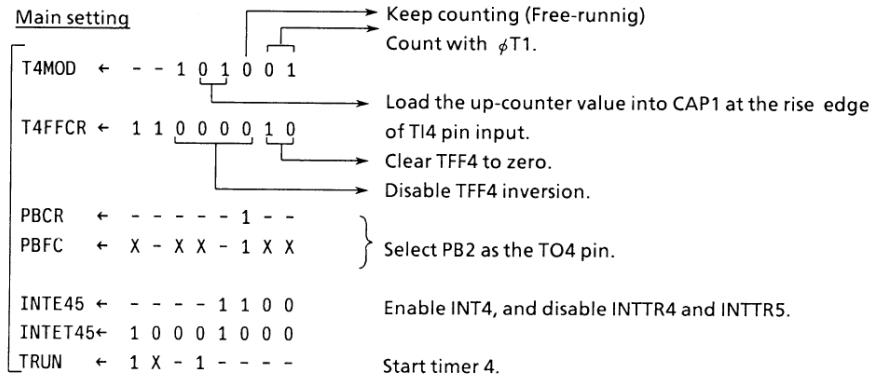 Main setting
Keep counting (Free-runnig)
Count with ϕT1.
T4MOD ← - - 1 0 1 0 0 1
Load the up-counter value into CAP1 at the rise edge
of TI4 pin input.
T4FFCR ← 1 1 0 0 0 0 1 0
Clear TFF4 to zero.
Disable TFF4 inversion.
PBCR ← - - - - - 1 - -
PBFC ← X - X X - 1 X X
Select PB2 as the TO4 pin.
INTE45 ← - - - - 1 1 0 0 Enable INT4, and disable INTTR4 and INTTR5.
INTET45← 1 0 0 0 1 0 0 0
TRUN ← 1 X - 1 - - - - Start timer 4.